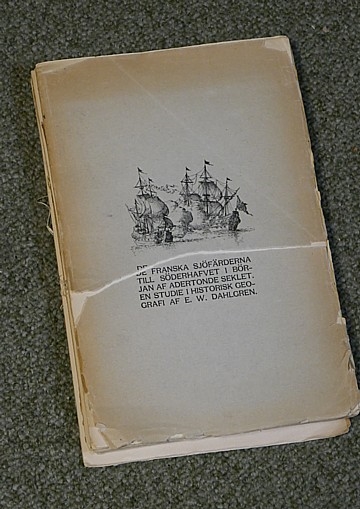 DE FRANSKA SJÖFÄRDERNA
TILL SÖDERHAFVET I BÖR-
JAN AF ADERTONDE SEKLET.
EN STUDIE I HISTORISK GEO-
GRAFI AF E. W. DAHLGREN.